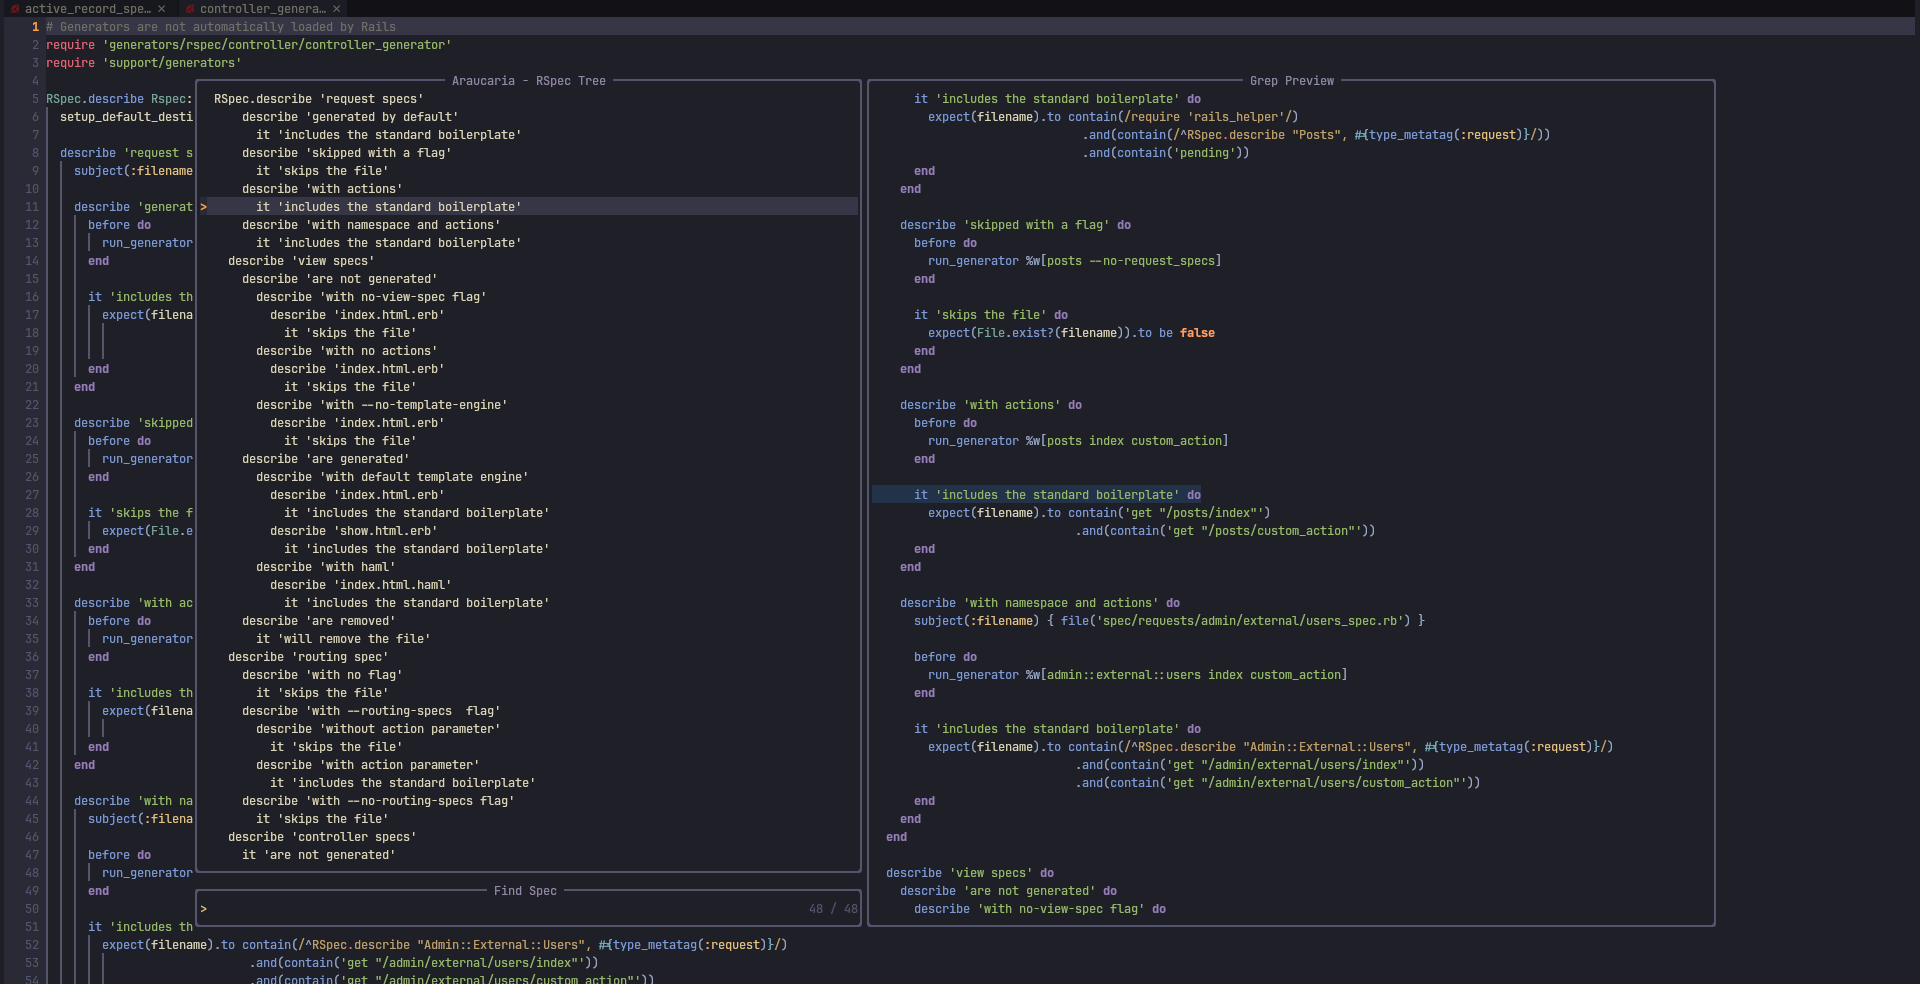 active_record_spe… ✕
controller_genera… ✕
1 # Generators are not automatically loaded by Rails
2 require 'generators/rspec/controller/controller_generator'
3 require 'support/generators'
4
5 RSpec.describe Rspec:
6 setup_default_desti
7
8 describe 'request s
9 subject(:filename
10
11 describe 'generat
12 before do
13 run_generator
14 end
15
16 it 'includes th
17 expect(filena
18
19
20 end
21 end
22
23 describe 'skipped
24 before do
25 run_generator
26 end
27
28 it 'skips the f
29 expect(File.e
30 end
31 end
32
33 describe 'with ac
34 before do
35 run_generator
36 end
37
38 it 'includes th
39 expect(filena
40
41 end
42 end
43
44 describe 'with na
45 subject(:filena
46
47 before do
48 run_generator
49 end
50
51 it 'includes th
52 expect(filename).to contain(/^RSpec.describe "Admin::External::Users", #{type_metatag(:request)}/)
53 .and(contain('get "/admin/external/users/index"'))
54 .and(contain('get "/admin/external/users/custom_action"'))
Araucaria - RSpec Tree
RSpec.describe 'request specs'
describe 'generated by default'
it 'includes the standard boilerplate'
describe 'skipped with a flag'
it 'skips the file'
describe 'with actions'
> it 'includes the standard boilerplate'
describe 'with namespace and actions'
it 'includes the standard boilerplate'
describe 'view specs'
describe 'are not generated'
describe 'with no-view-spec flag'
describe 'index.html.erb'
it 'skips the file'
describe 'with no actions'
describe 'index.html.erb'
it 'skips the file'
describe 'with --no-template-engine'
describe 'index.html.erb'
it 'skips the file'
describe 'are generated'
describe 'with default template engine'
describe 'index.html.erb'
it 'includes the standard boilerplate'
describe 'show.html.erb'
it 'includes the standard boilerplate'
describe 'with haml'
describe 'index.html.haml'
it 'includes the standard boilerplate'
describe 'are removed'
it 'will remove the file'
describe 'routing spec'
describe 'with no flag'
it 'skips the file'
describe 'with --routing-specs  flag'
describe 'without action parameter'
it 'skips the file'
describe 'with action parameter'
it 'includes the standard boilerplate'
describe 'with --no-routing-specs flag'
it 'skips the file'
describe 'controller specs'
it 'are not generated'
Find Spec
> 48 / 48
Grep Preview
it 'includes the standard boilerplate' do
expect(filename).to contain(/require 'rails_helper'/)
.and(contain(/^RSpec.describe "Posts", #{type_metatag(:request)}/))
.and(contain('pending'))
end
end
describe 'skipped with a flag' do
before do
run_generator %w[posts --no-request_specs]
end
it 'skips the file' do
expect(File.exist?(filename)).to be false
end
end
describe 'with actions' do
before do
run_generator %w[posts index custom_action]
end
it 'includes the standard boilerplate' do
expect(filename).to contain('get "/posts/index"')
.and(contain('get "/posts/custom_action"'))
end
end
describe 'with namespace and actions' do
subject(:filename) { file('spec/requests/admin/external/users_spec.rb') }
before do
run_generator %w[admin::external::users index custom_action]
end
it 'includes the standard boilerplate' do
expect(filename).to contain(/^RSpec.describe "Admin::External::Users", #{type_metatag(:request)}/)
.and(contain('get "/admin/external/users/index"'))
.and(contain('get "/admin/external/users/custom_action"'))
end
end
end
describe 'view specs' do
describe 'are not generated' do
describe 'with no-view-spec flag' do